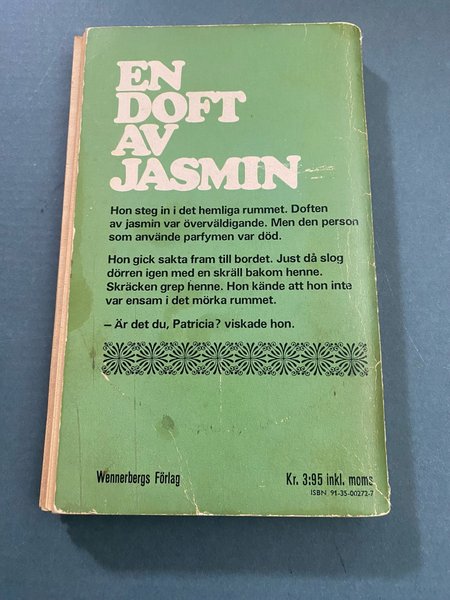 EN
DOFT
AV
JASMIN
Hon steg in i det hemliga rummet. Doften
av jasmin var överväldigande. Men den person
som använde parfymen var död.
Hon gick sakta fram till bordet. Just då slog
dörren igen med en skräll bakom henne.
Skräcken grep henne. Hon kände att hon inte
var ensam i det mörka rummet.
– Är det du, Patricia? viskade hon.
Wennerbergs Förlag
Kr. 3:95 inkl. moms
ISBN 91-35-00272-7